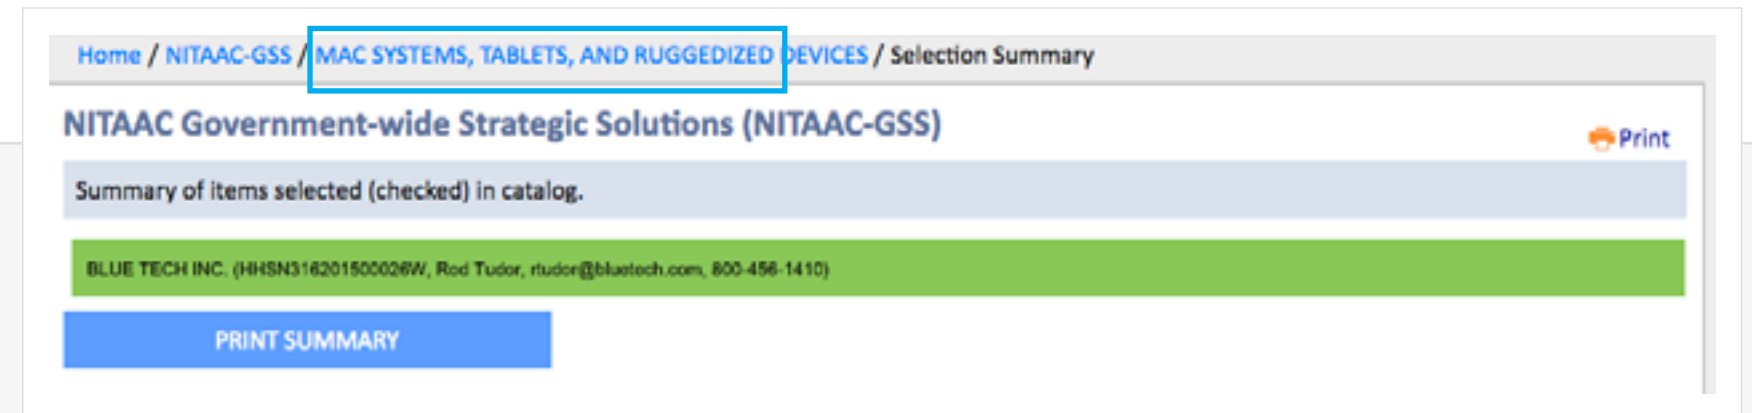 Home / NITAAC-GSS / MAC SYSTEMS, TABLETS, AND RUGGEDIZED DEVICES / Selection Summary
NITAAC Government-wide Strategic Solutions (NITAAC-GSS)
Print
Summary of items selected (checked) in catalog.
BLUE TECH INC. (HHSN316201500026W, Rod Tudor, rtudor@bluetech.com, 800-456-1410)
PRINT SUMMARY